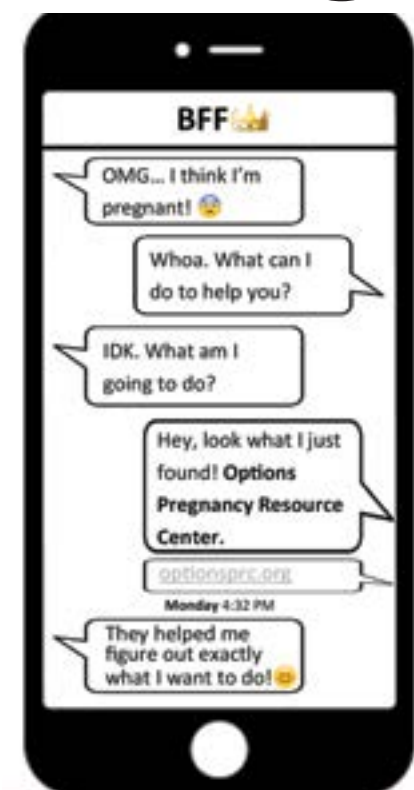 BFF
OMG... I think I'm
pregnant! 😨
Whoa. What can I
do to help you?
IDK. What am I
going to do?
Hey, look what I just
found! Options
Pregnancy Resource
Center.
optionsprc.org
Monday 4:32 PM
They helped me
figure out exactly
what I want to do!😊